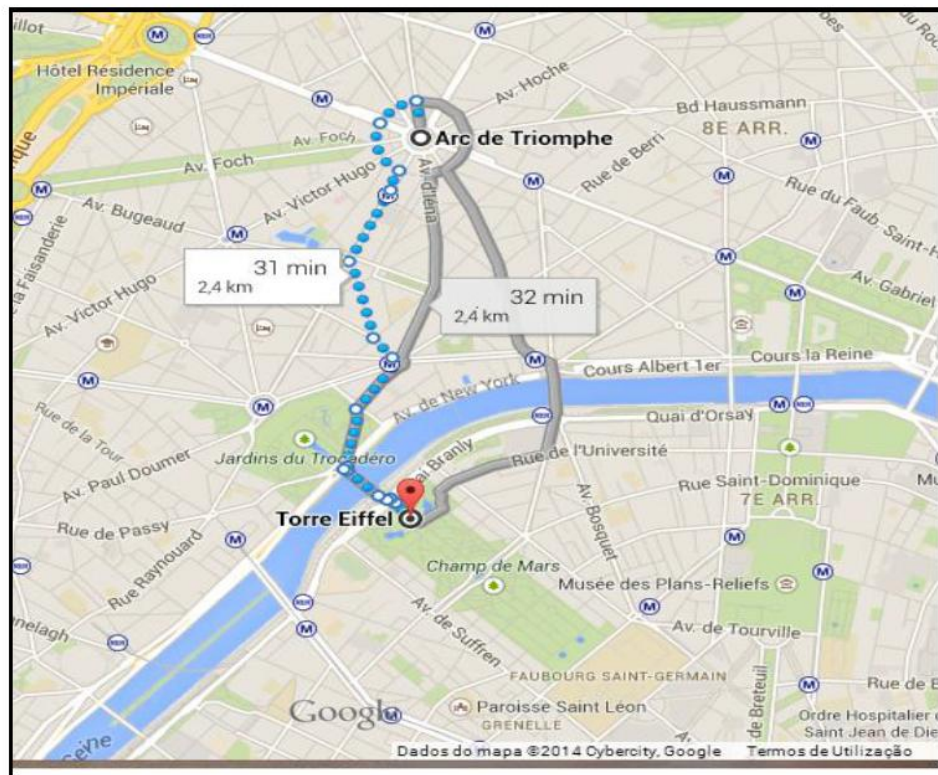 Hôtel Résidence
Impériale
Av. Hoche
Bd Haussmann
8E ARR.
Arc de Triomphe
Av. Foch
Av. Foch
Rue de Berri
Av. Victor Hugo
Av. d'Iéna
Av. Bugeaud
Rue du Faub. Saint-H
la Faisanderie
31 min
2,4 km
32 min
2,4 km
Av. Gabriel
Av. Victor Hugo
Cours la Reine
Cours Albert 1er
Av. de New York
Quai d'Orsay
Rue de la Tour
Jardins du Trocadéro
ai Branly
Rue de l'Université
Av. Paul Doumer
Rue Saint-Dominique
7E ARR.
Torre Eiffel
Rue de Passy
Av. Bosquet
Rue Raynouard
Champ de Mars
Musée des Plans-Reliefs
nelagh
Av. de Suffren
Av. de Tourville
FAUBOURG SAINT-GERMAIN
Rue de B
de Breteuil
Google
Paroisse Saint Léon
GRENELLE
Ordre Hospitalier
Saint Jean de Die
Seine
Dados do mapa ©2014 Cybercity, Google
Termos de Utilização